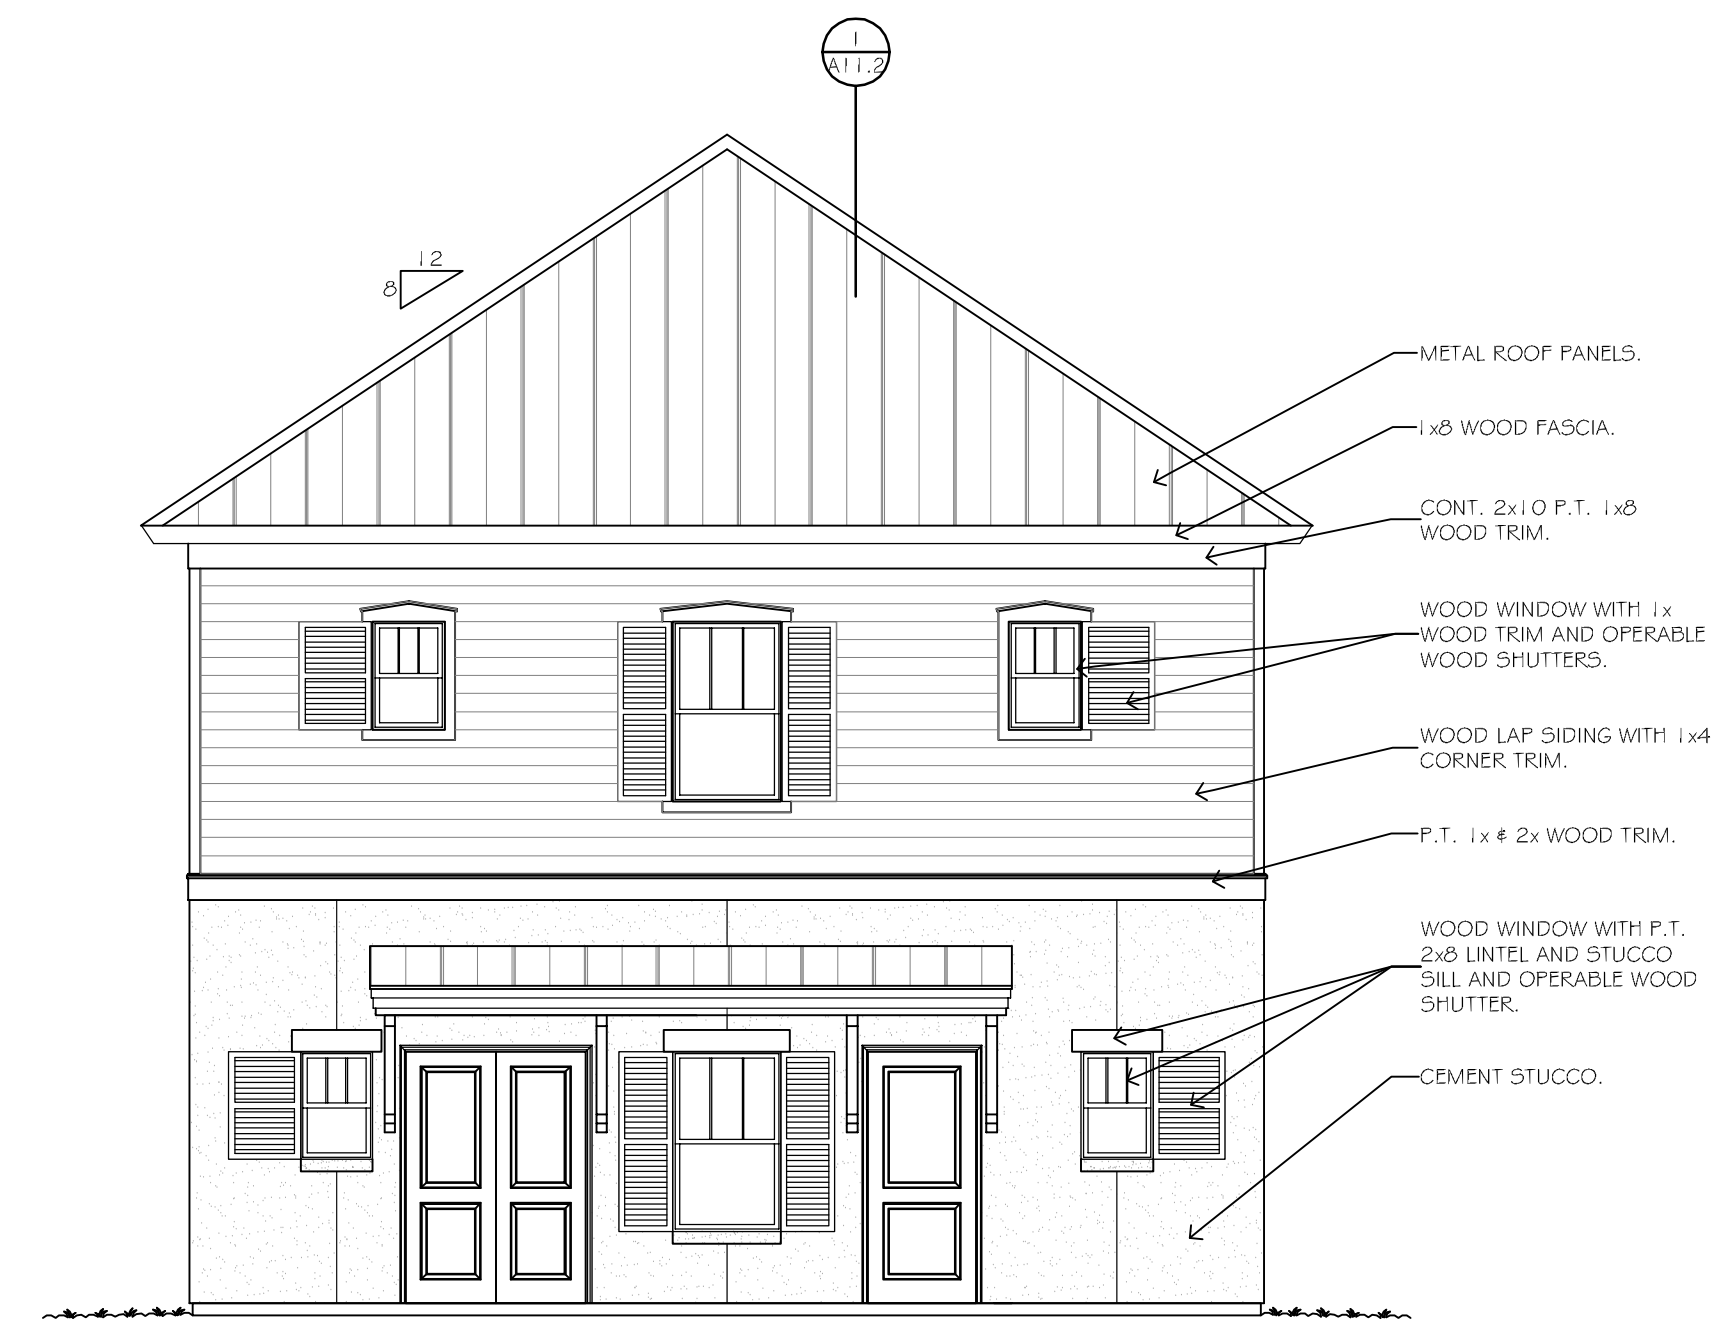 1
A11.2
12
8
METAL ROOF PANELS.
1x8 WOOD FASCIA.
CONT. 2x10 P.T. 1x8
WOOD TRIM.
WOOD WINDOW WITH 1x
WOOD TRIM AND OPERABLE
WOOD SHUTTERS.
WOOD LAP SIDING WITH 1x4
CORNER TRIM.
P.T. 1x & 2x WOOD TRIM.
WOOD WINDOW WITH P.T.
2x8 LINTEL AND STUCCO
SILL AND OPERABLE WOOD
SHUTTER.
CEMENT STUCCO.